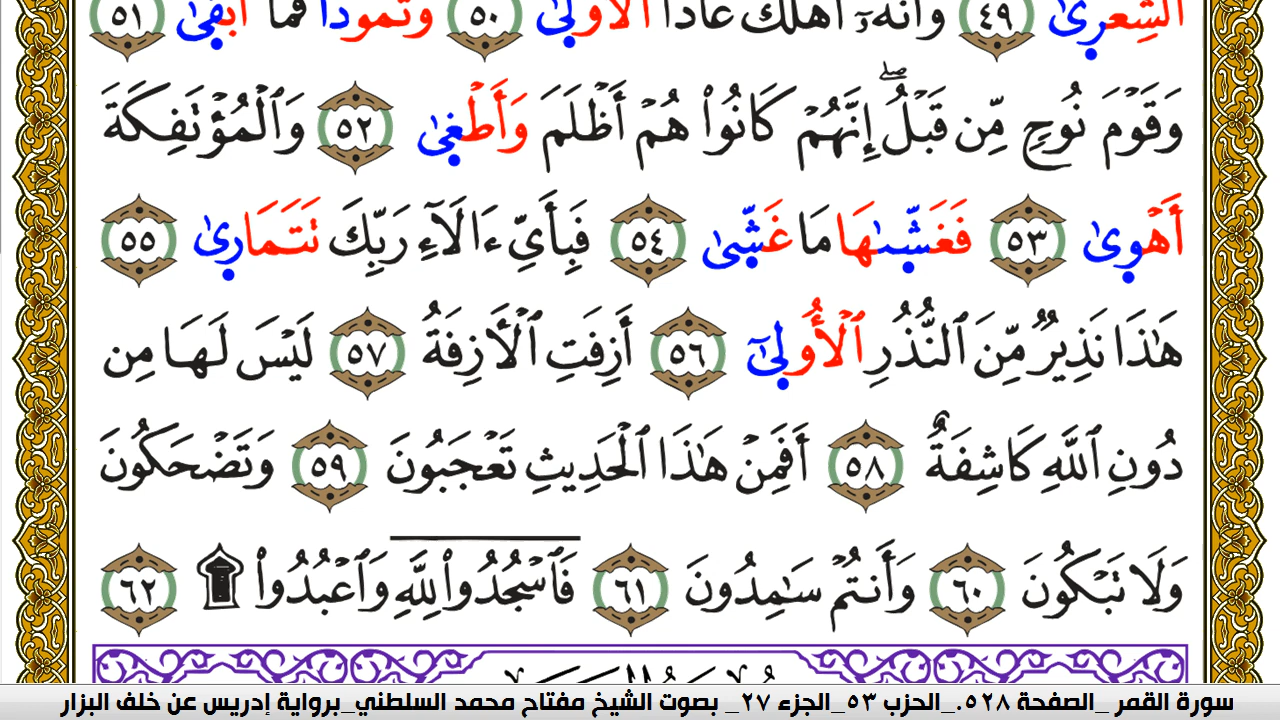 ٱلشِّعْرَىٰ ٤٩ وَأَنَّهُۥٓ أَهْلَكَ عَادًا ٱلْأُولَىٰ ٥٠ وَثَمُودَا۟ فَمَآ أَبْقَىٰ ٥١
وَقَوْمَ نُوحٍ مِّن قَبْلُ ۖ إِنَّهُمْ كَانُوا۟ هُمْ أَظْلَمَ وَأَطْغَىٰ ٥٢ وَٱلْمُؤْتَفِكَةَ
أَهْوَىٰ ٥٣ فَغَشَّىٰهَا مَا غَشَّىٰ ٥٤ فَبِأَىِّ ءَالَآءِ رَبِّكَ تَتَمَارَىٰ ٥٥
هَٰذَا نَذِيرٌ مِّنَ ٱلنُّذُرِ ٱلْأُولَىٰٓ ٥٦ أَزِفَتِ ٱلْأَزِفَةُ ٥٧ لَيْسَ لَهَا مِن
دُونِ ٱللَّهِ كَاشِفَةٌ ٥٨ أَفَمِنْ هَٰذَا ٱلْحَدِيثِ تَعْجَبُونَ ٥٩ وَتَضْحَكُونَ
وَلَا تَبْكُونَ ٦٠ وَأَنتُمْ سَٰمِدُونَ ٦١ فَٱسْجُدُوا۟ لِلَّهِ وَٱعْبُدُوا۟ ۩ ٦٢
سورة القمر _الصفحة ٥٢٨._الحزب ٥٣_الجزء ٢٧_ بصوت الشيخ مفتاح محمد السلطني_برواية إدريس عن خلف البزار